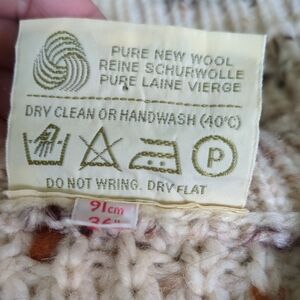 PURE NEW WOOL
REINE SCHURWOLLE
PURE LAINE VIERGE
DRY CLEAN OR HANDWASH (40°C)
P
DO NOT WRING. DRY FLAT
91cm
36"